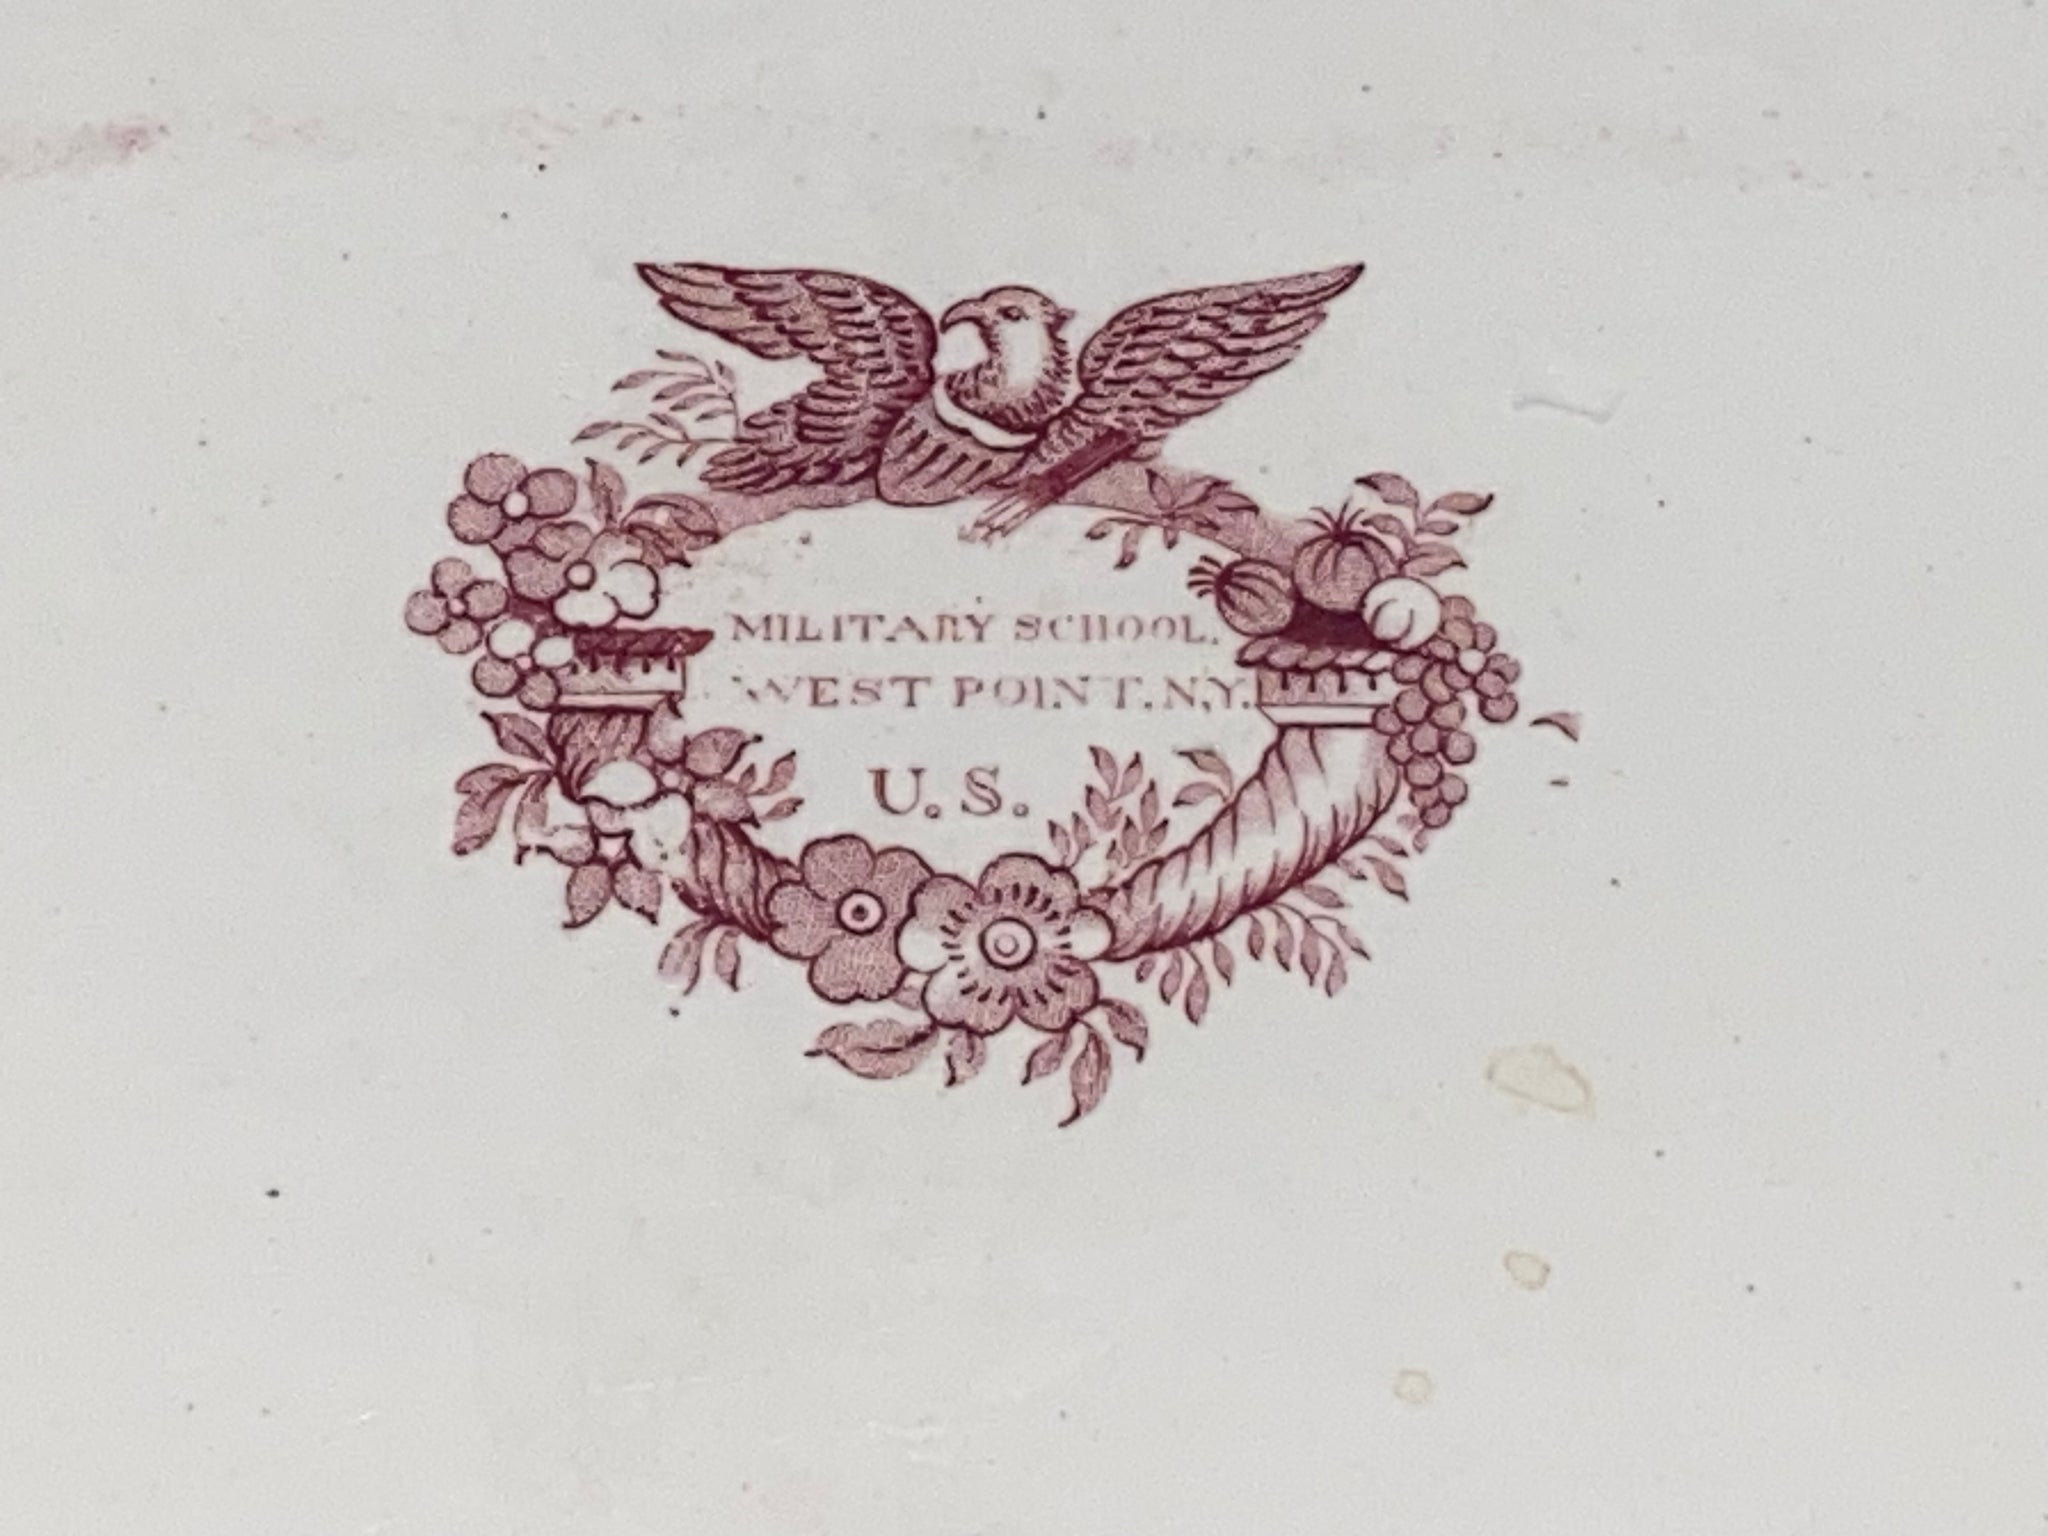 MILITARY SCHOOL.
WEST POINT. N.Y.
U. S.